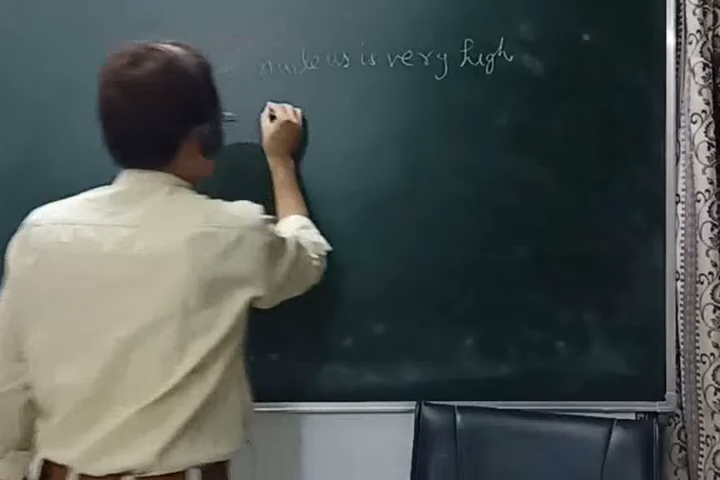 nucleus is very high
=